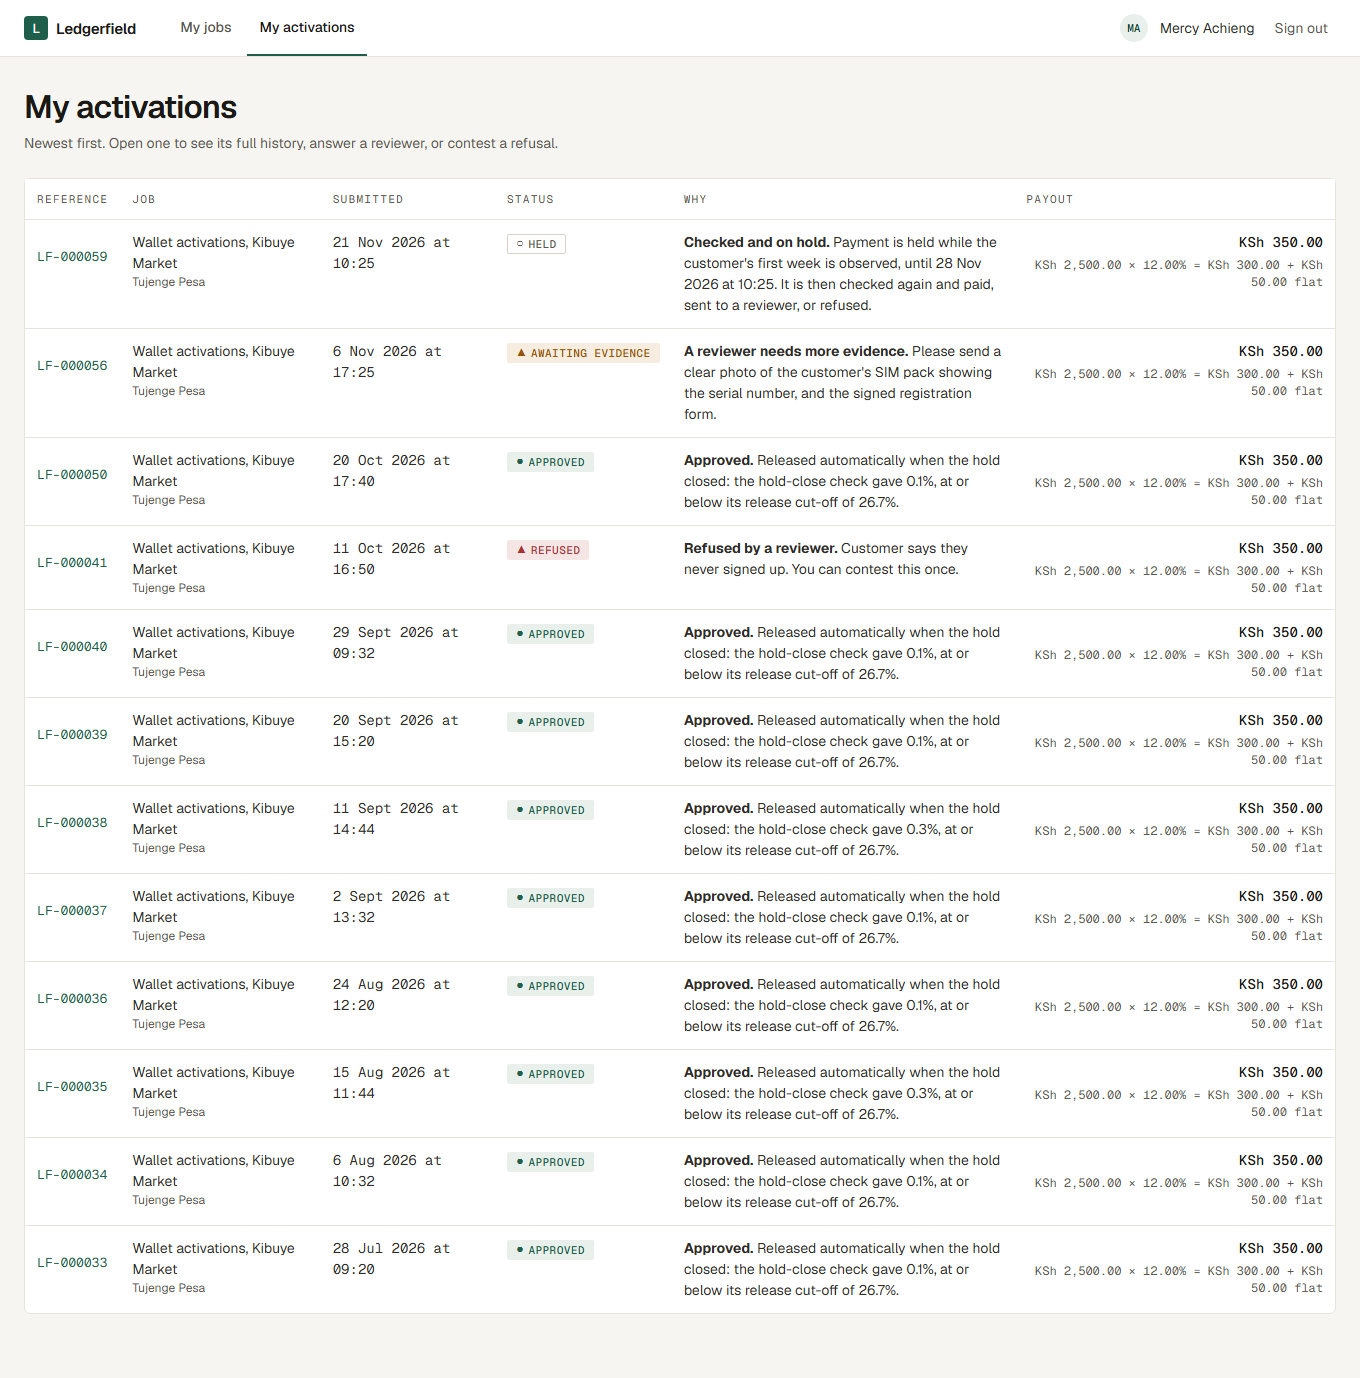 L Ledgerfield My jobs My activations MA Mercy Achieng Sign out
My activations
Newest first. Open one to see its full history, answer a reviewer, or contest a refusal.
REFERENCE JOB SUBMITTED STATUS WHY PAYOUT
LF-000059
Wallet activations, Kibuye
Market
Tujenge Pesa
21 Nov 2026 at
10:25
HELD
Checked and on hold. Payment is held while the
customer's first week is observed, until 28 Nov
2026 at 10:25. It is then checked again and paid,
sent to a reviewer, or refused.
KSh 350.00
KSh 2,500.00 × 12.00% = KSh 300.00 + KSh
50.00 flat
LF-000056
Wallet activations, Kibuye
Market
Tujenge Pesa
6 Nov 2026 at
17:25
AWAITING EVIDENCE
A reviewer needs more evidence. Please send a
clear photo of the customer's SIM pack showing
the serial number, and the signed registration
form.
KSh 350.00
KSh 2,500.00 × 12.00% = KSh 300.00 + KSh
50.00 flat
LF-000050
Wallet activations, Kibuye
Market
Tujenge Pesa
20 Oct 2026 at
17:40
APPROVED
Approved. Released automatically when the hold
closed: the hold-close check gave 0.1%, at or
below its release cut-off of 26.7%.
KSh 350.00
KSh 2,500.00 × 12.00% = KSh 300.00 + KSh
50.00 flat
LF-000041
Wallet activations, Kibuye
Market
Tujenge Pesa
11 Oct 2026 at
16:50
REFUSED
Refused by a reviewer. Customer says they
never signed up. You can contest this once.
KSh 350.00
KSh 2,500.00 × 12.00% = KSh 300.00 + KSh
50.00 flat
LF-000040
Wallet activations, Kibuye
Market
Tujenge Pesa
29 Sept 2026 at
09:32
APPROVED
Approved. Released automatically when the hold
closed: the hold-close check gave 0.1%, at or
below its release cut-off of 26.7%.
KSh 350.00
KSh 2,500.00 × 12.00% = KSh 300.00 + KSh
50.00 flat
LF-000039
Wallet activations, Kibuye
Market
Tujenge Pesa
20 Sept 2026 at
15:20
APPROVED
Approved. Released automatically when the hold
closed: the hold-close check gave 0.1%, at or
below its release cut-off of 26.7%.
KSh 350.00
KSh 2,500.00 × 12.00% = KSh 300.00 + KSh
50.00 flat
LF-000038
Wallet activations, Kibuye
Market
Tujenge Pesa
11 Sept 2026 at
14:44
APPROVED
Approved. Released automatically when the hold
closed: the hold-close check gave 0.3%, at or
below its release cut-off of 26.7%.
KSh 350.00
KSh 2,500.00 × 12.00% = KSh 300.00 + KSh
50.00 flat
LF-000037
Wallet activations, Kibuye
Market
Tujenge Pesa
2 Sept 2026 at
13:32
APPROVED
Approved. Released automatically when the hold
closed: the hold-close check gave 0.1%, at or
below its release cut-off of 26.7%.
KSh 350.00
KSh 2,500.00 × 12.00% = KSh 300.00 + KSh
50.00 flat
LF-000036
Wallet activations, Kibuye
Market
Tujenge Pesa
24 Aug 2026 at
12:20
APPROVED
Approved. Released automatically when the hold
closed: the hold-close check gave 0.1%, at or
below its release cut-off of 26.7%.
KSh 350.00
KSh 2,500.00 × 12.00% = KSh 300.00 + KSh
50.00 flat
LF-000035
Wallet activations, Kibuye
Market
Tujenge Pesa
15 Aug 2026 at
11:44
APPROVED
Approved. Released automatically when the hold
closed: the hold-close check gave 0.3%, at or
below its release cut-off of 26.7%.
KSh 350.00
KSh 2,500.00 × 12.00% = KSh 300.00 + KSh
50.00 flat
LF-000034
Wallet activations, Kibuye
Market
Tujenge Pesa
6 Aug 2026 at
10:32
APPROVED
Approved. Released automatically when the hold
closed: the hold-close check gave 0.1%, at or
below its release cut-off of 26.7%.
KSh 350.00
KSh 2,500.00 × 12.00% = KSh 300.00 + KSh
50.00 flat
LF-000033
Wallet activations, Kibuye
Market
Tujenge Pesa
28 Jul 2026 at
09:20
APPROVED
Approved. Released automatically when the hold
closed: the hold-close check gave 0.1%, at or
below its release cut-off of 26.7%.
KSh 350.00
KSh 2,500.00 × 12.00% = KSh 300.00 + KSh
50.00 flat